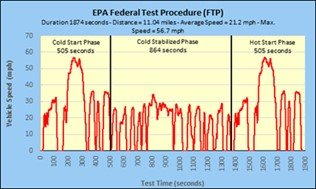 EPA Federal Test Procedure (FTP)
Duration 1874 seconds - Distance = 11.04 miles - Average Speed = 21.2 mph - Max.
Speed = 56.7 mph
Cold Start Phase
505 seconds
Cold Stabilized Phase
864 seconds
Hot Start Phase
505 seconds
Vehicle Speed (mph)
70
60
50
40
30
20
10
0
0 100 200 300 400 500 600 700 800 900 1000 1100 1200 1300 1400 1500 1600 1700 1800 1900
Test Time (seconds)